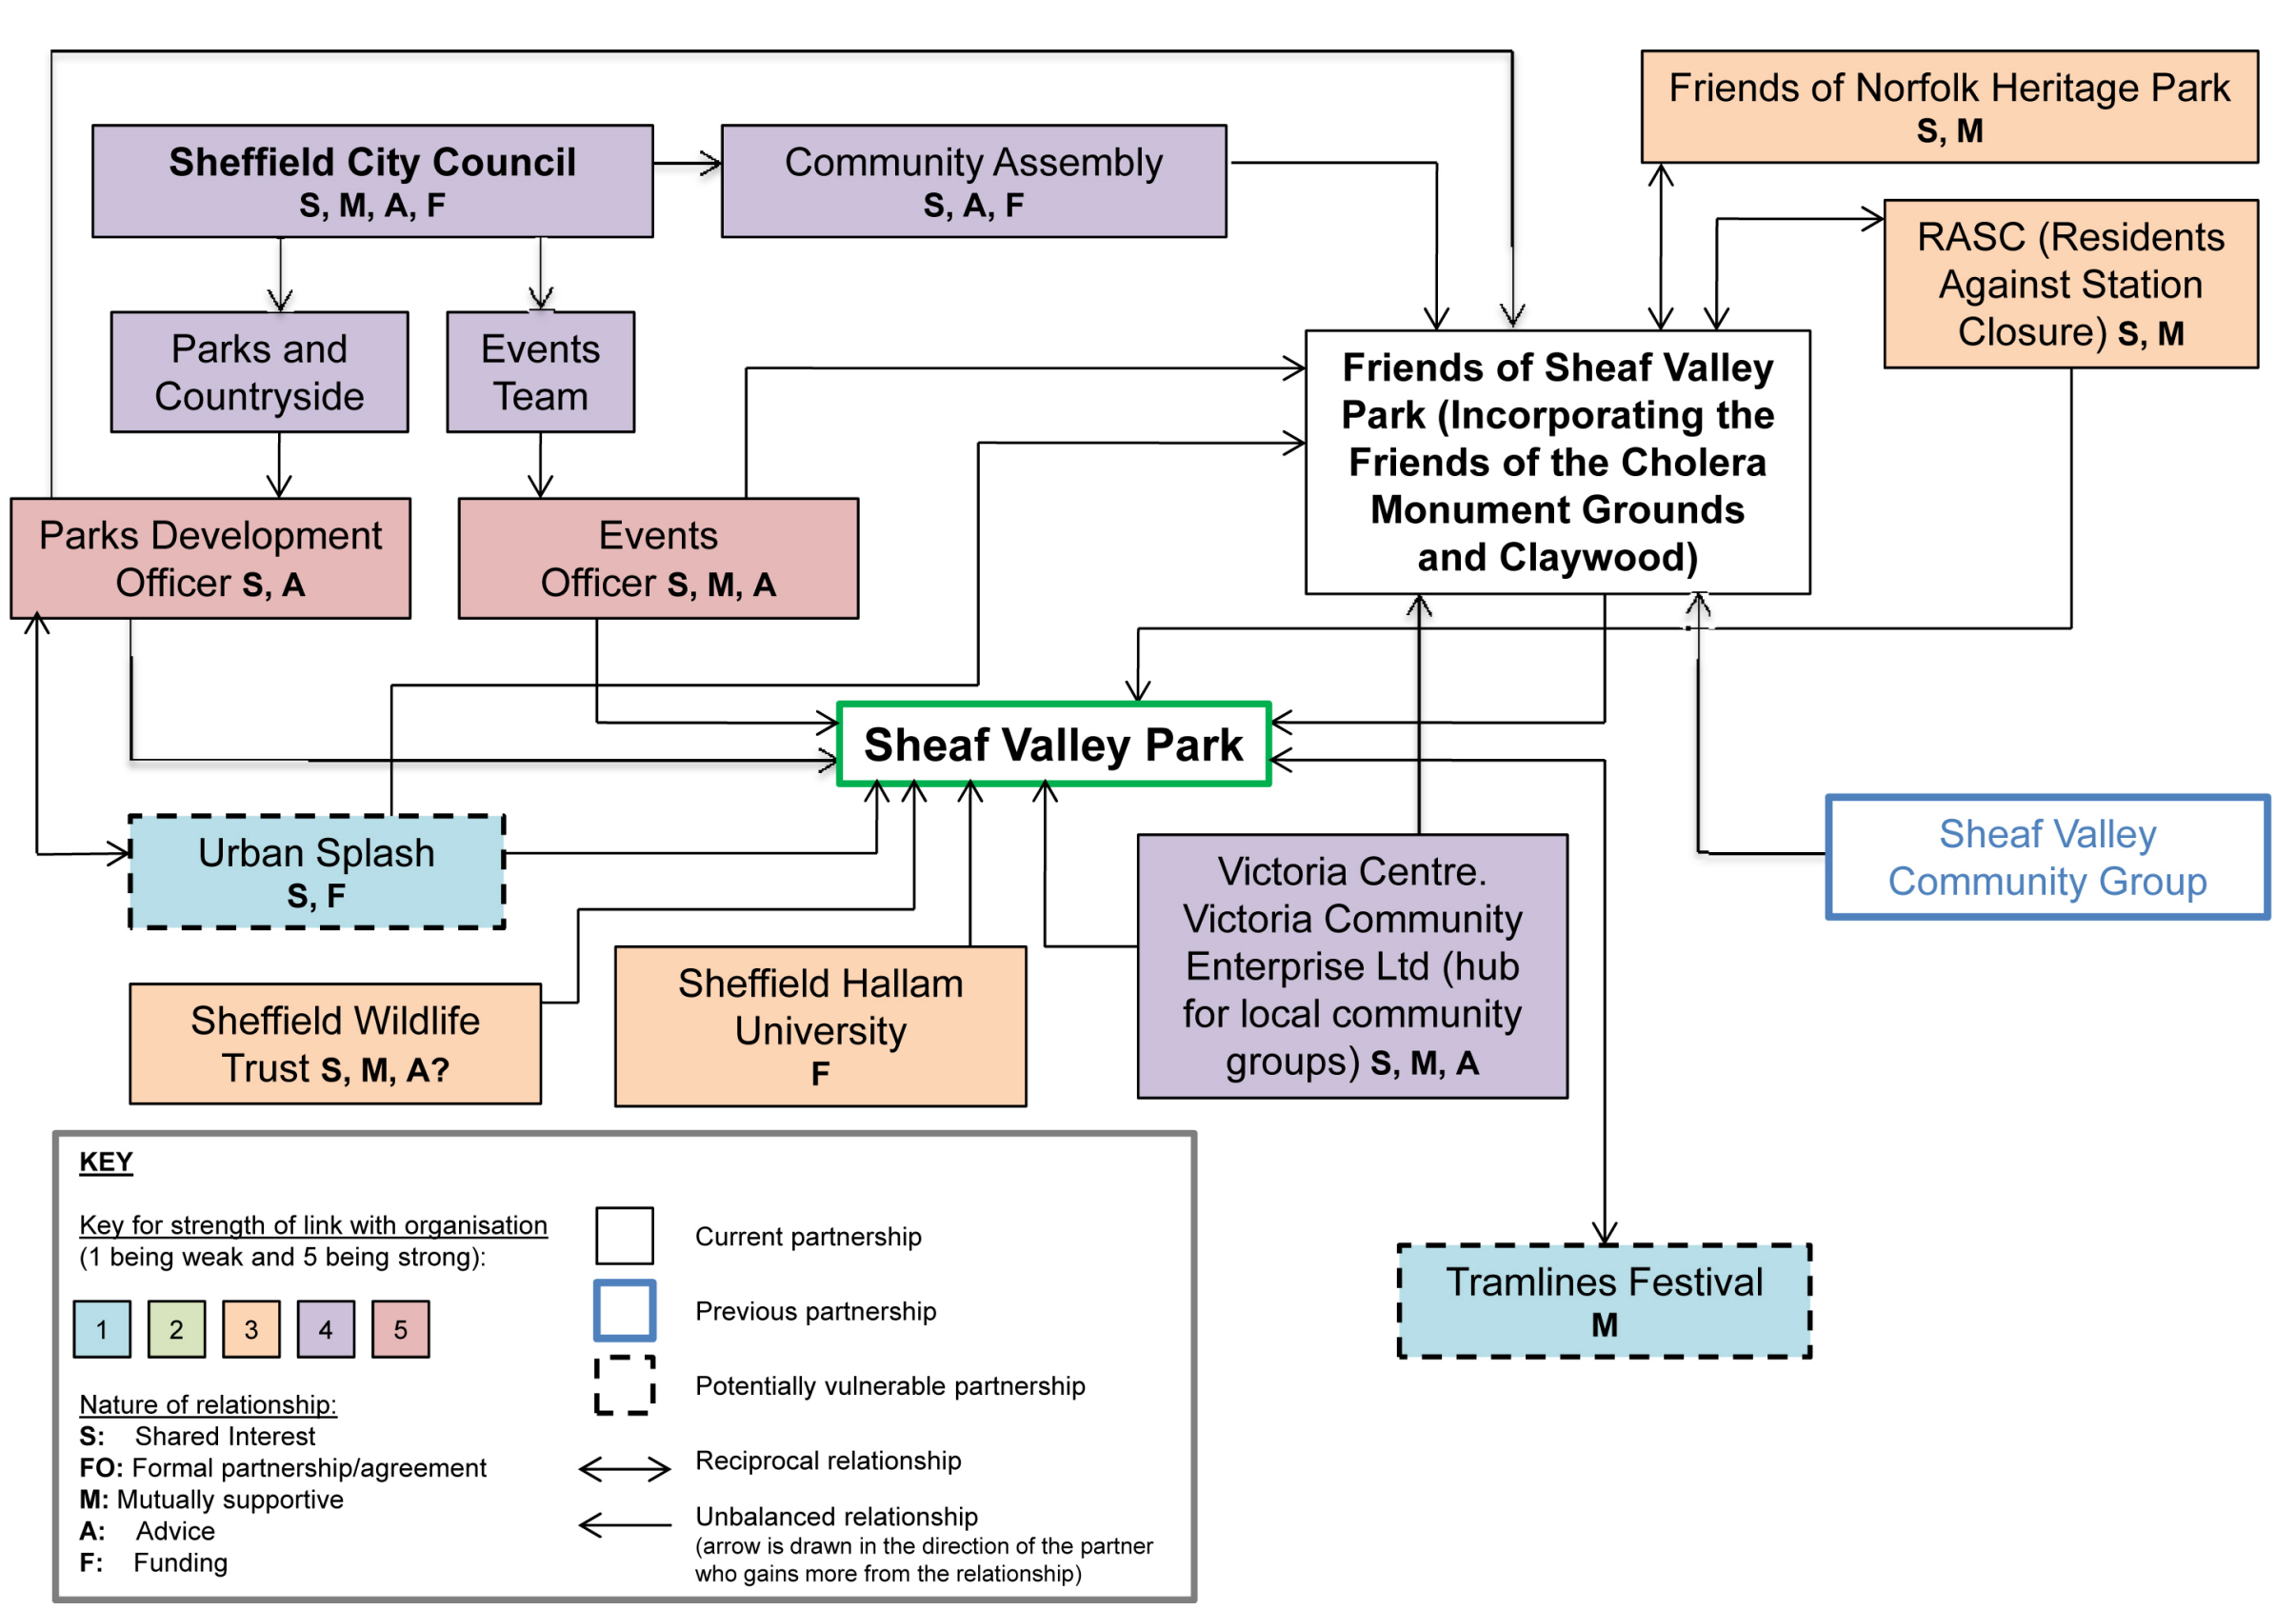 Friends of Norfolk Heritage Park
S, M
Sheffield City Council
S, M, A, F
Community Assembly
S, A, F
RASC (Residents
Against Station
Closure) S, M
Parks and
Countryside
Events
Team
Friends of Sheaf Valley
Park (Incorporating the
Friends of the Cholera
Monument Grounds
and Claywood)
Parks Development
Officer S, A
Events
Officer S, M, A
Sheaf Valley Park
Urban Splash
S, F
Sheaf Valley
Community Group
Victoria Centre.
Victoria Community
Enterprise Ltd (hub
for local community
groups) S, M, A
Sheffield Wildlife
Trust S, M, A?
Sheffield Hallam
University
F
Tramlines Festival
M
KEY
Key for strength of link with organisation
(1 being weak and 5 being strong):
1 2 3 4 5
Nature of relationship:
S: Shared Interest
FO: Formal partnership/agreement
M: Mutually supportive
A: Advice
F: Funding
Current partnership
Previous partnership
Potentially vulnerable partnership
Reciprocal relationship
Unbalanced relationship
(arrow is drawn in the direction of the partner
who gains more from the relationship)